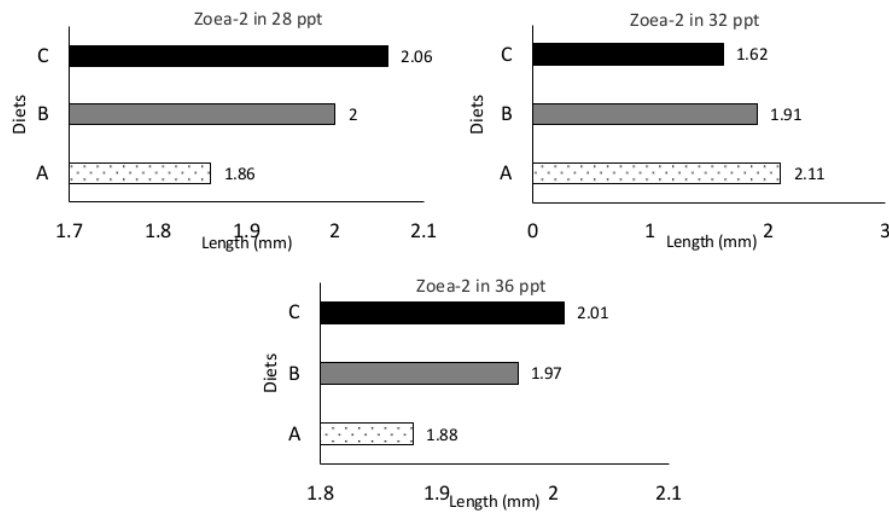 Zoea-2 in 28 ppt
Diets
C
2.06
B
2
A
1.86
1.7 1.8 1.9 2 2.1
Length (mm)
Zoea-2 in 32 ppt
Diets
C
1.62
B
1.91
A
2.11
0 1 2 3
Length (mm)
Zoea-2 in 36 ppt
Diets
C
2.01
B
1.97
A
1.88
1.8 1.9 2 2.1
Length (mm)